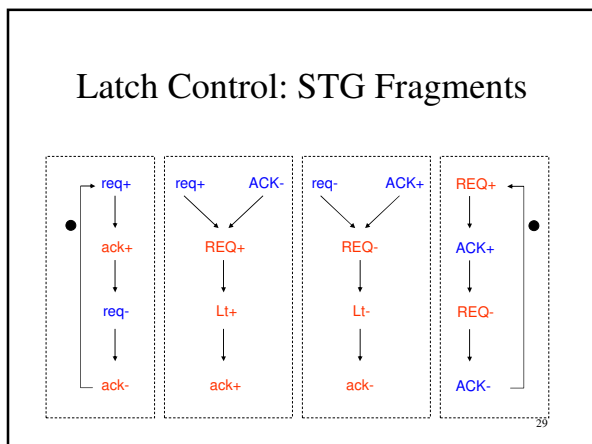 Latch Control: STG Fragments
req+ req+ ACK- req- ACK+ REQ+
ack+ REQ+ REQ- ACK+
req- Lt+ Lt- REQ-
ack- ack+ ack- ACK-
29